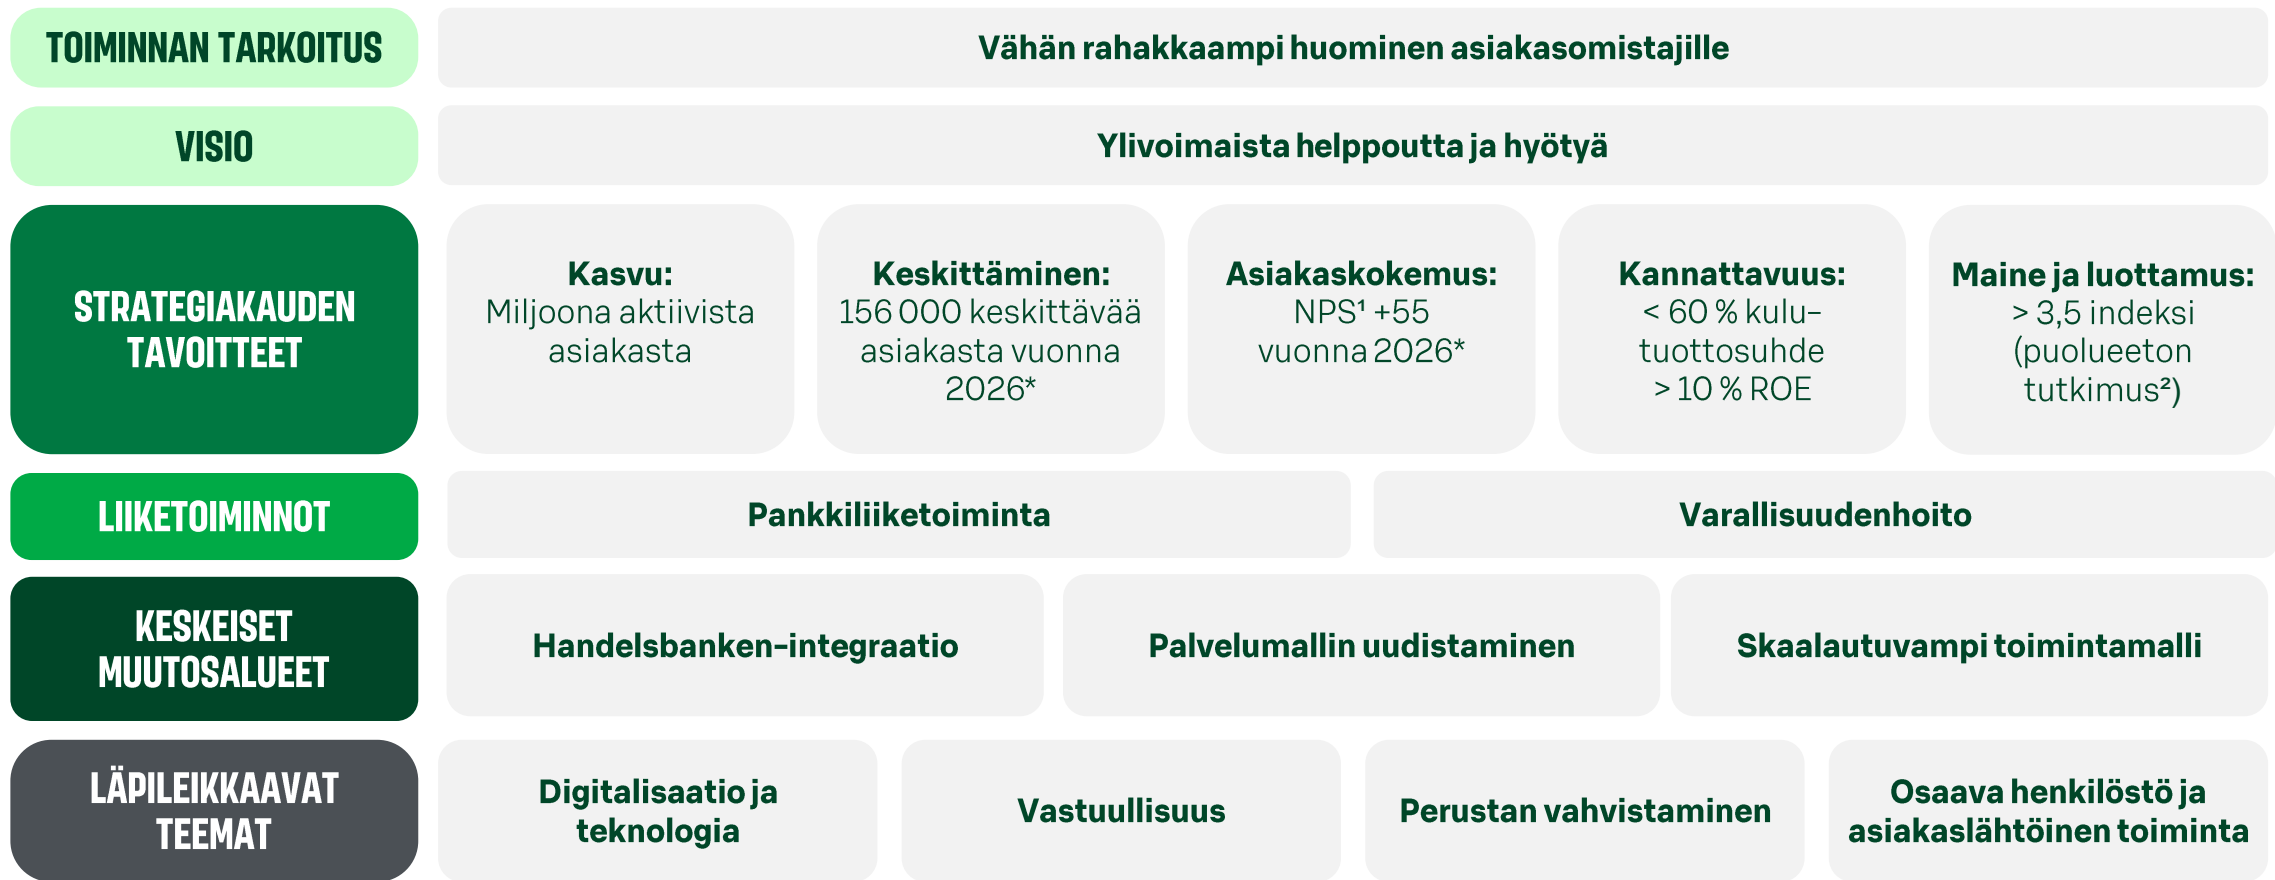 TOIMINNAN TARKOITUS
Vähän rahakkaampi huominen asiakasomistajille
VISIO
Ylivoimaista helppoutta ja hyötyä
STRATEGIAKAUDEN
TAVOITTEET
Kasvu:
Miljoona aktiivista
asiakasta
Keskittäminen:
156 000 keskittävää
asiakasta vuonna
2026*
Asiakaskokemus:
NPS¹ +55
vuonna 2026*
Kannattavuus:
< 60 % kulu-
tuottosuhde
> 10 % ROE
Maine ja luottamus:
> 3,5 indeksi
(puolueeton
tutkimus²)
LIIKETOIMINNOT
Pankkiliiketoiminta
Varallisuudenhoito
KESKEISET
MUUTOSALUEET
Handelsbanken-integraatio
Palvelumallin uudistaminen
Skaalautuvampi toimintamalli
LÄPILEIKKAAVAT
TEEMAT
Digitalisaatio ja
teknologia
Vastuullisuus
Perustan vahvistaminen
Osaava henkilöstö ja
asiakaslähtöinen toiminta